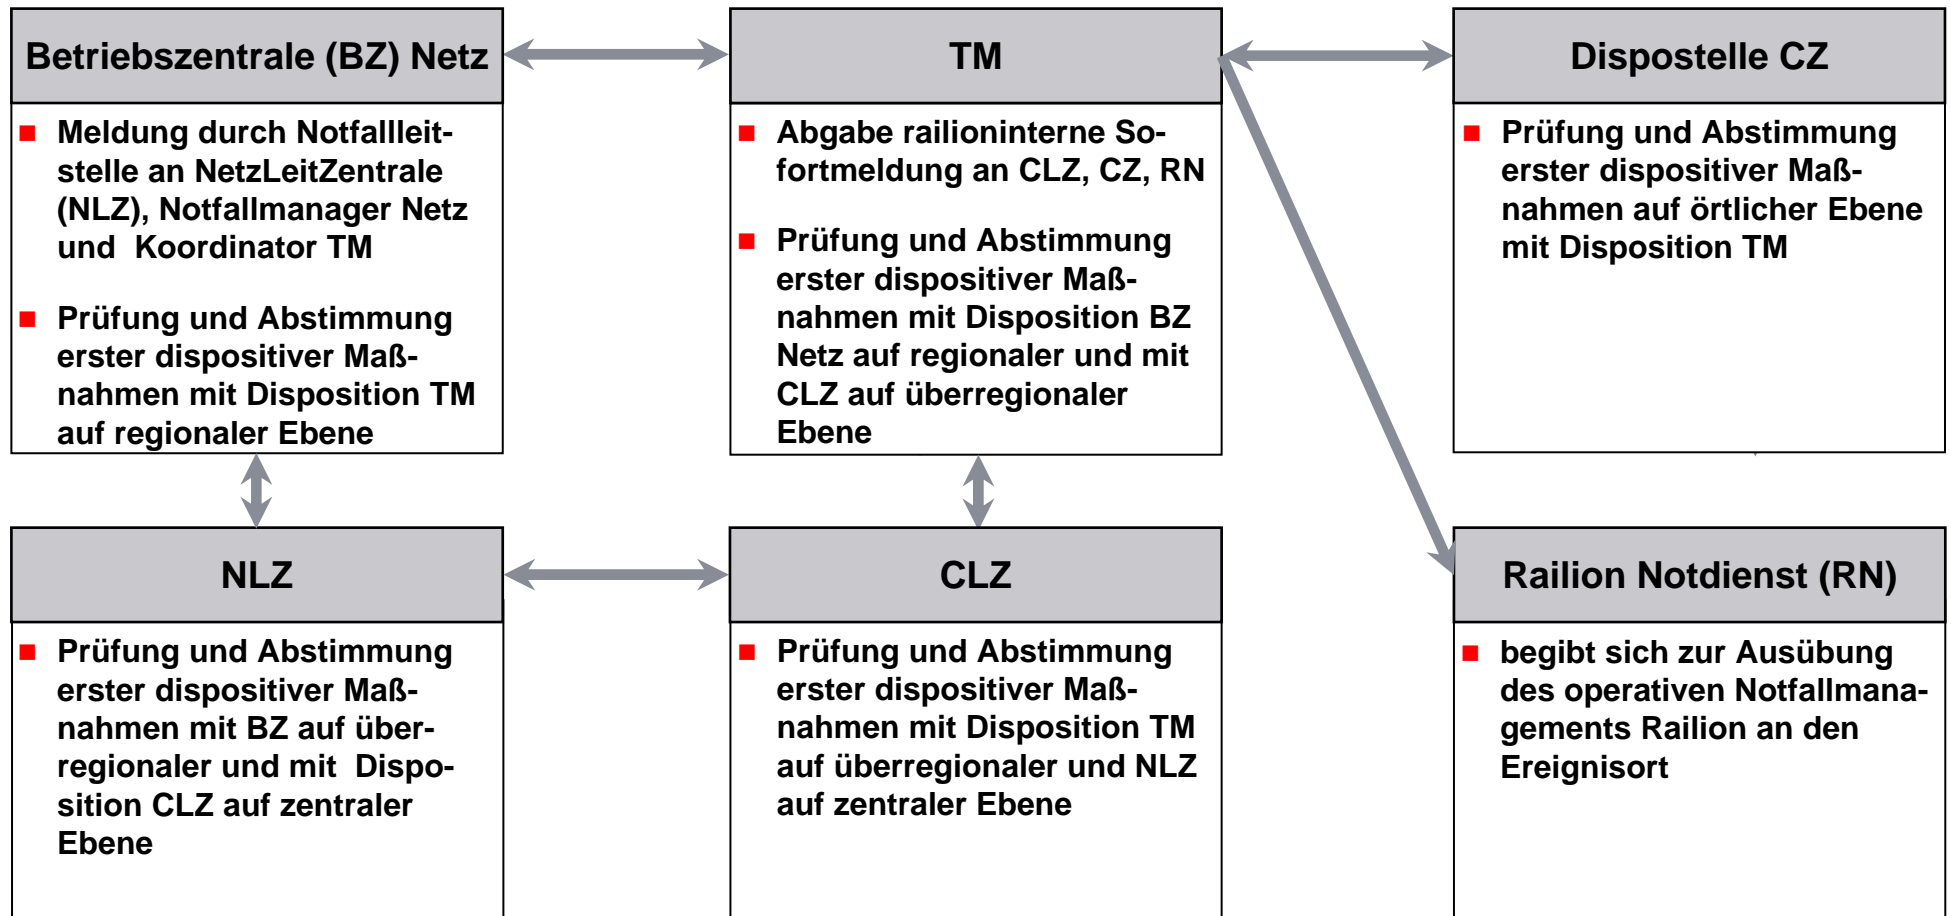 Betriebszentrale (BZ) Netz
Meldung durch Notfallleit-
stelle an NetzLeitZentrale
(NLZ), Notfallmanager Netz
und Koordinator TM
Prüfung und Abstimmung
erster dispositiver Maß-
nahmen mit Disposition TM
auf regionaler Ebene
TM
Abgabe railioninterne So-
fortmeldung an CLZ, CZ, RN
Prüfung und Abstimmung
erster dispositiver Maß-
nahmen mit Disposition BZ
Netz auf regionaler und mit
CLZ auf überregionaler
Ebene
Dispostelle CZ
Prüfung und Abstimmung
erster dispositiver Maß-
nahmen auf örtlicher Ebene
mit Disposition TM
NLZ
Prüfung und Abstimmung
erster dispositiver Maß-
nahmen mit BZ auf über-
regionaler und mit Dispo-
sition CLZ auf zentraler
Ebene
CLZ
Prüfung und Abstimmung
erster dispositiver Maß-
nahmen mit Disposition TM
auf überregionaler und NLZ
auf zentraler Ebene
Railion Notdienst (RN)
begibt sich zur Ausübung
des operativen Notfallmana-
gements Railion an den
Ereignisort